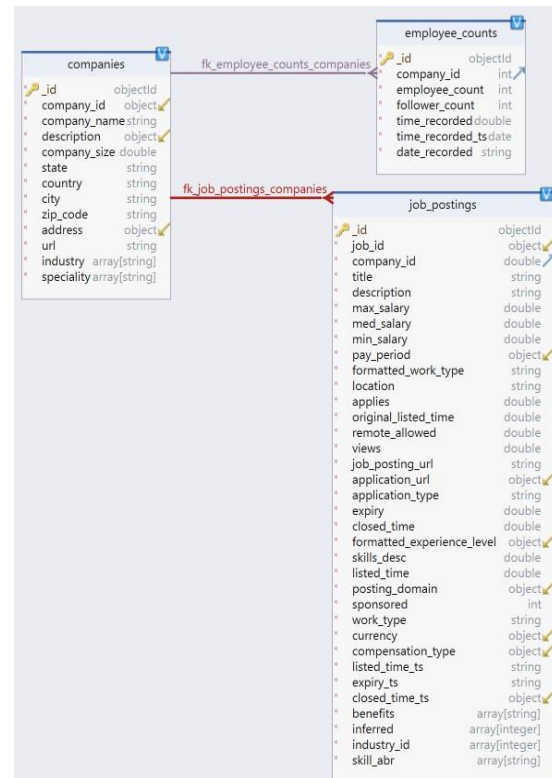 companies
_id objectId
company_id object
company_name string
description object
company_size double
state string
country string
city string
zip_code string
address object
url string
industry array[string]
speciality array[string]
fk_employee_counts_companies
employee_counts
_id objectId
company_id int
employee_count int
follower_count int
time_recorded double
time_recorded_ts date
date_recorded string
fk_job_postings_companies
job_postings
_id objectId
job_id object
company_id double
title string
description string
max_salary double
med_salary double
min_salary double
pay_period object
formatted_work_type string
location string
applies double
original_listed_time double
remote_allowed double
views double
job_posting_url string
application_url object
application_type string
expiry double
closed_time double
formatted_experience_level object
skills_desc double
listed_time double
posting_domain object
sponsored int
work_type string
currency object
compensation_type object
listed_time_ts string
expiry_ts string
closed_time_ts object
benefits array[string]
inferred array[integer]
industry_id array[integer]
skill_abr array[string]